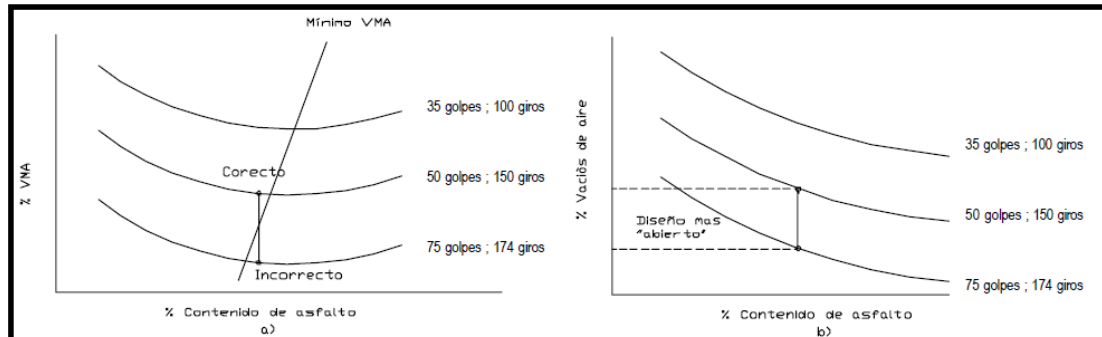 Mínimo VMA
% VMA
35 golpes ; 100 giros
Corecto
50 golpes ; 150 giros
75 golpes ; 174 giros
Incorrecto
% Contenido de asfalto
a)
% Vaciós de aire
35 golpes ; 100 giros
50 golpes ; 150 giros
Diseño mas
"abierto"
75 golpes ; 174 giros
% Contenido de asfalto
b)